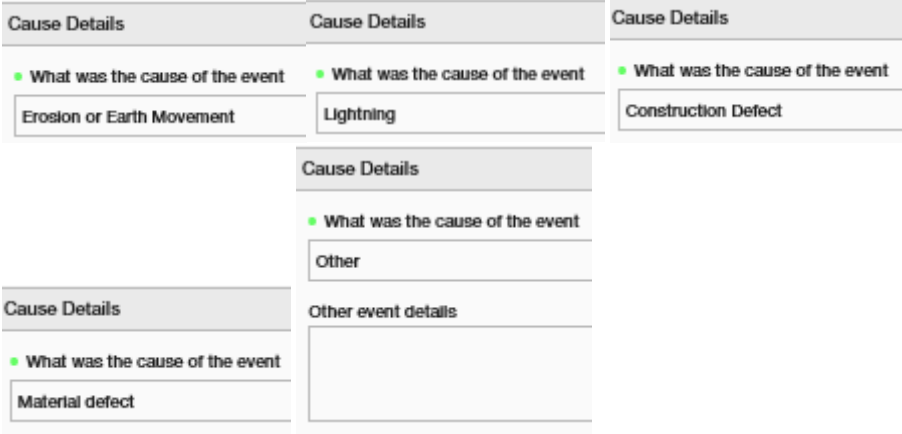 Cause Details
What was the cause of the event
Erosion or Earth Movement
Cause Details
What was the cause of the event
Lightning
Cause Details
What was the cause of the event
Construction Defect
Cause Details
What was the cause of the event
Material defect
Cause Details
What was the cause of the event
Other
Other event details